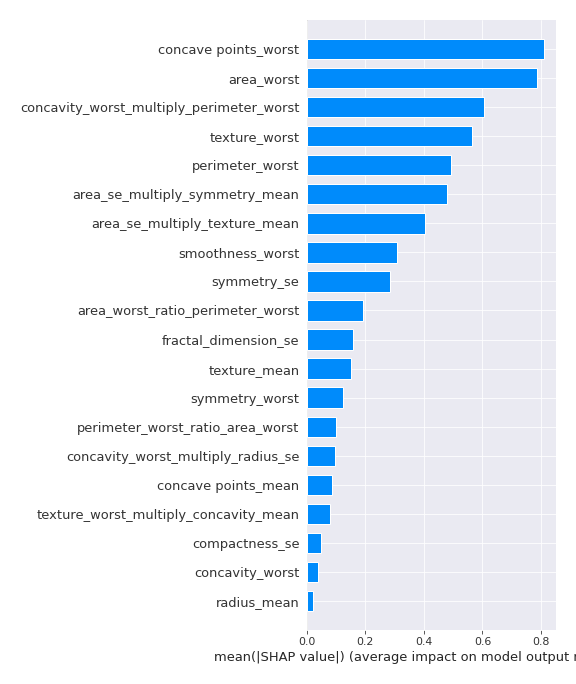 concave points_worst
area_worst
concavity_worst_multiply_perimeter_worst
texture_worst
perimeter_worst
area_se_multiply_symmetry_mean
area_se_multiply_texture_mean
smoothness_worst
symmetry_se
area_worst_ratio_perimeter_worst
fractal_dimension_se
texture_mean
symmetry_worst
perimeter_worst_ratio_area_worst
concavity_worst_multiply_radius_se
concave points_mean
texture_worst_multiply_concavity_mean
compactness_se
concavity_worst
radius_mean
0.0 0.2 0.4 0.6 0.8
mean(|SHAP value|) (average impact on model output